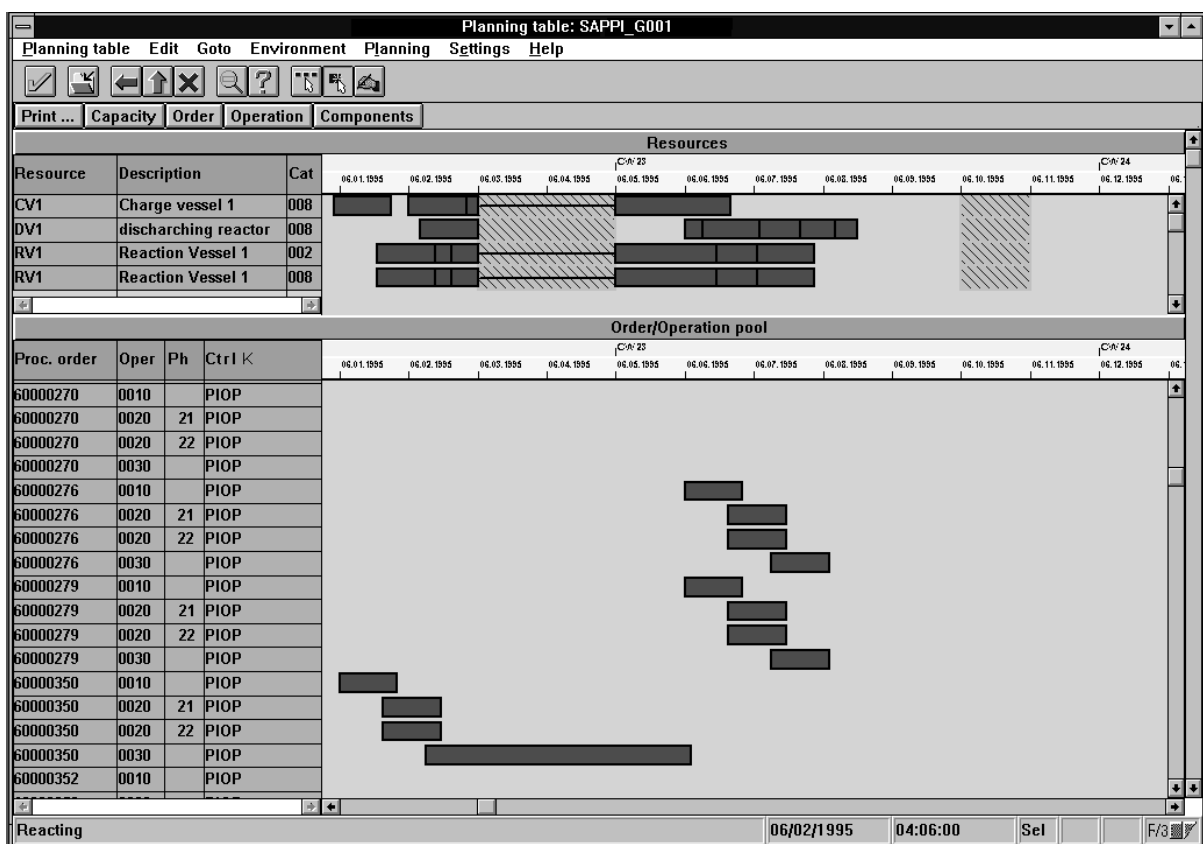 Planning table: SAPPI_G001
Planning table Edit Goto Environment Planning Settings Help
Print ... Capacity Order Operation Components
Resources
Resource Description Cat
CW 23 CW 24
06.01.1995 06.02.1995 06.03.1995 06.04.1995 06.05.1995 06.06.1995 06.07.1995 06.08.1995 06.09.1995 06.10.1995 06.11.1995 06.12.1995 06.
CV1 Charge vessel 1 008
DV1 discharching reactor 008
RV1 Reaction Vessel 1 002
RV1 Reaction Vessel 1 008
Order/Operation pool
Proc. order Oper Ph Ctrl K
CW 23 CW 24
06.01.1995 06.02.1995 06.03.1995 06.04.1995 06.05.1995 06.06.1995 06.07.1995 06.08.1995 06.09.1995 06.10.1995 06.11.1995 06.12.1995 06.
60000270 0010 PIOP
60000270 0020 21 PIOP
60000270 0020 22 PIOP
60000270 0030 PIOP
60000276 0010 PIOP
60000276 0020 21 PIOP
60000276 0020 22 PIOP
60000276 0030 PIOP
60000279 0010 PIOP
60000279 0020 21 PIOP
60000279 0020 22 PIOP
60000279 0030 PIOP
60000350 0010 PIOP
60000350 0020 21 PIOP
60000350 0020 22 PIOP
60000350 0030 PIOP
60000352 0010 PIOP
Reacting 06/02/1995 04:06:00 Sel F/3